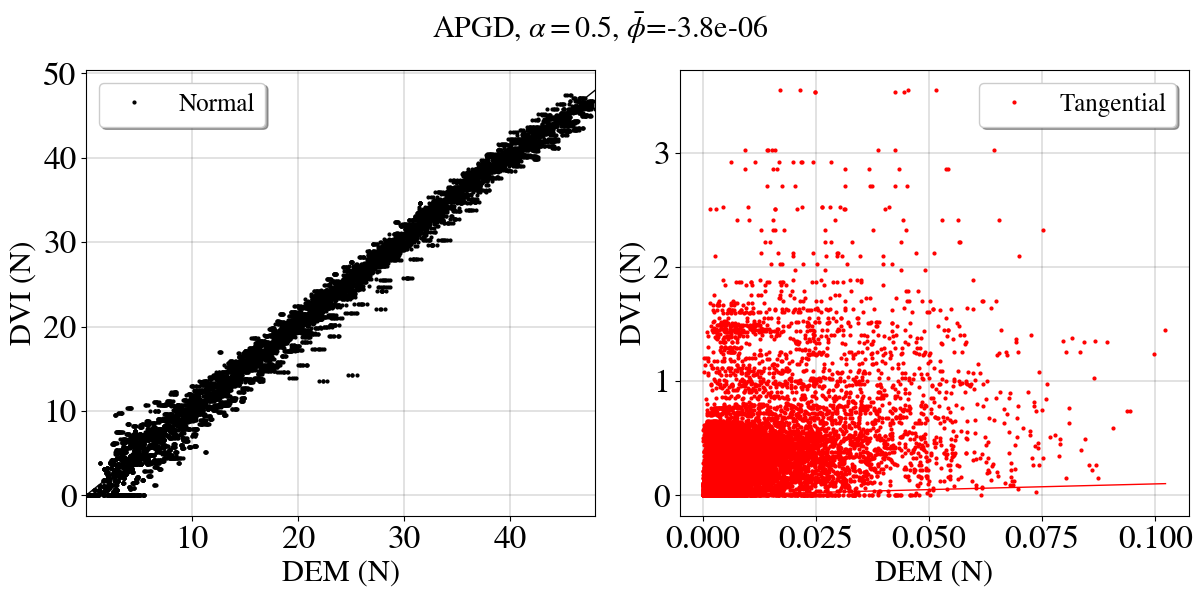 APGD, α = 0.5, ϕ̄=-3.8e-06
Normal
DVI (N)
50
40
30
20
10
0
10 20 30 40
DEM (N)
Tangential
DVI (N)
3
2
1
0
0.000 0.025 0.050 0.075 0.100
DEM (N)